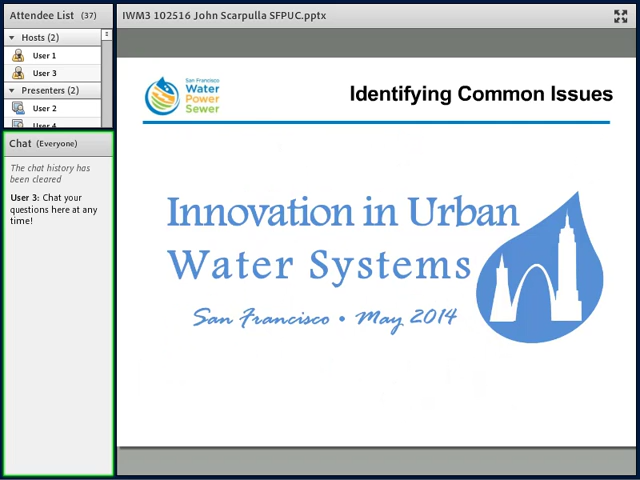 Attendee List (37)
Hosts (2)
User 1
User 3
Presenters (2)
User 2
User 4
Chat (Everyone)
The chat history has
been cleared
User 3: Chat your
questions here at any
time!
IWM3 102516 John Scarpulla SFPUC.pptx
San Francisco
Water
Power
Sewer
Identifying Common Issues
Innovation in Urban
Water Systems
San Francisco • May 2014